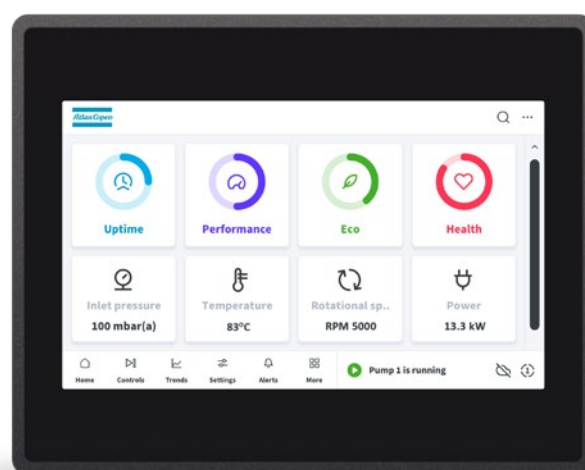 Atlas Copco
Uptime
Performance
Eco
Health
Inlet pressure
Temperature
Rotational sp..
Power
100 mbar(a)
83°C
RPM 5000
13.3 kW
Home
Controls
Trends
Settings
Alerts
More
Pump 1 is running
1